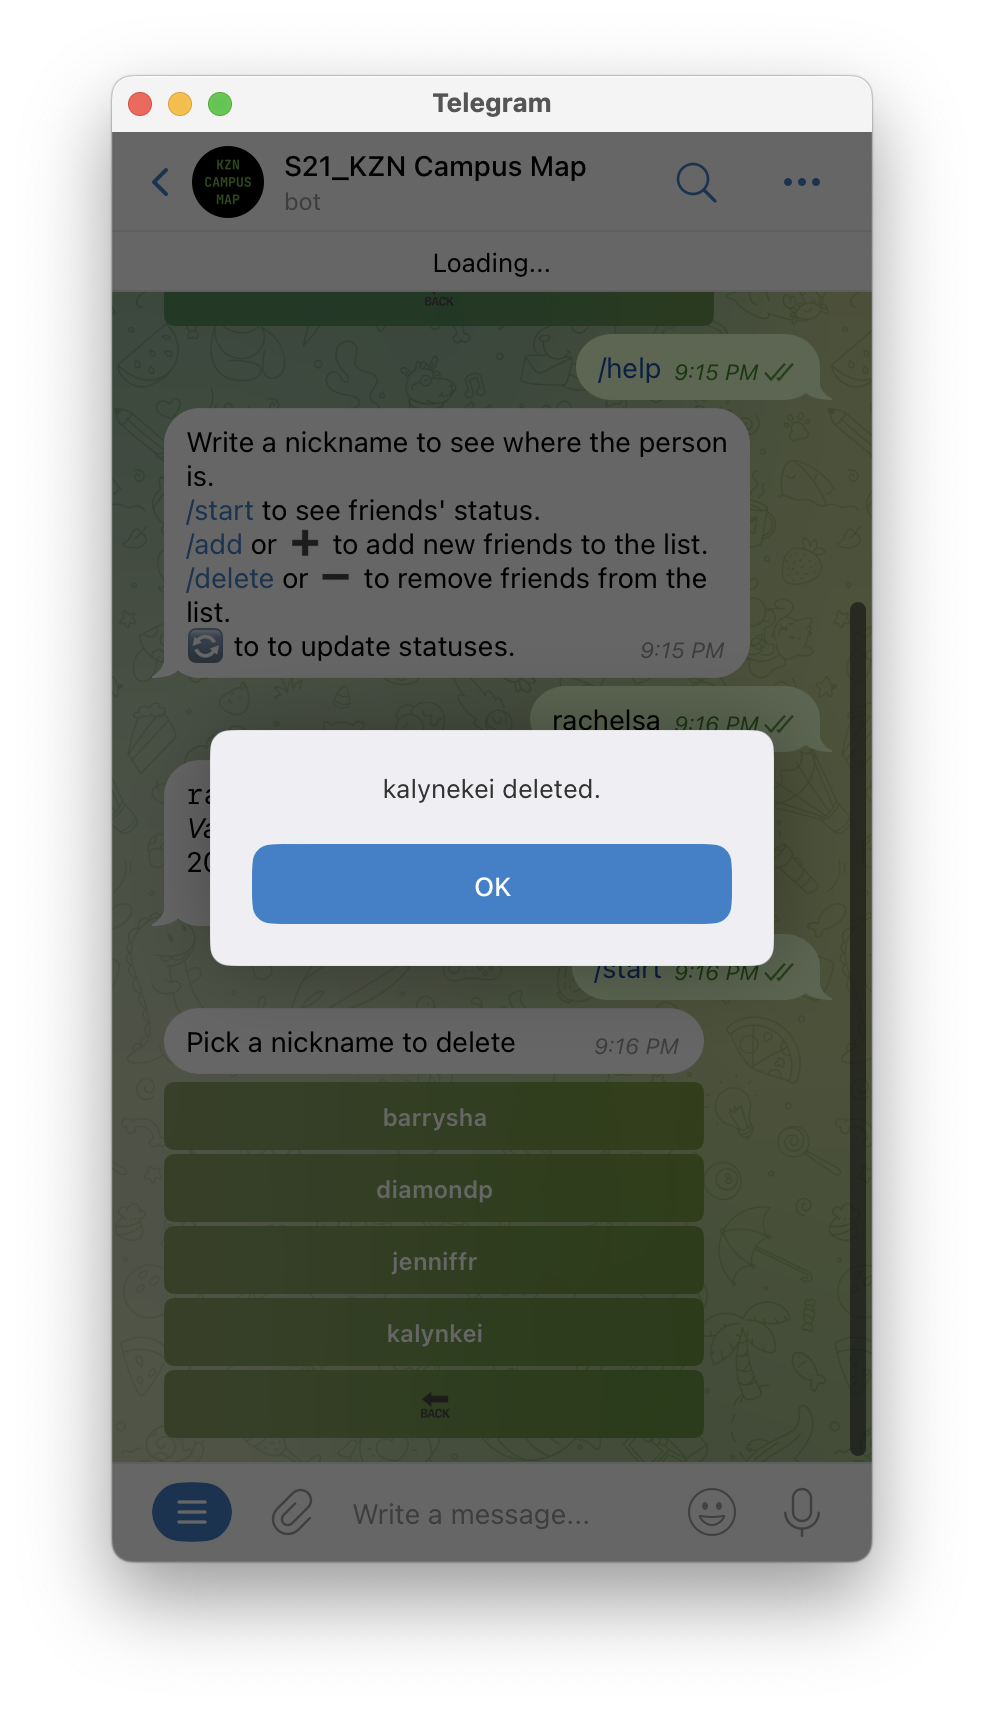 Telegram
KZN
CAMPUS
MAP
S21_KZN Campus Map
bot
Loading...
BACK
/help 9:15 PM
Write a nickname to see where the person
is.
/start to see friends' status.
/add or ➕ to add new friends to the list.
/delete or ➖ to remove friends from the
list.
🔄 to to update statuses. 9:15 PM
rachelsa 9:16 PM
kalynekei deleted.
OK
/start 9:16 PM
Pick a nickname to delete 9:16 PM
barrysha
diamondp
jenniffr
kalynkei
BACK
Write a message...